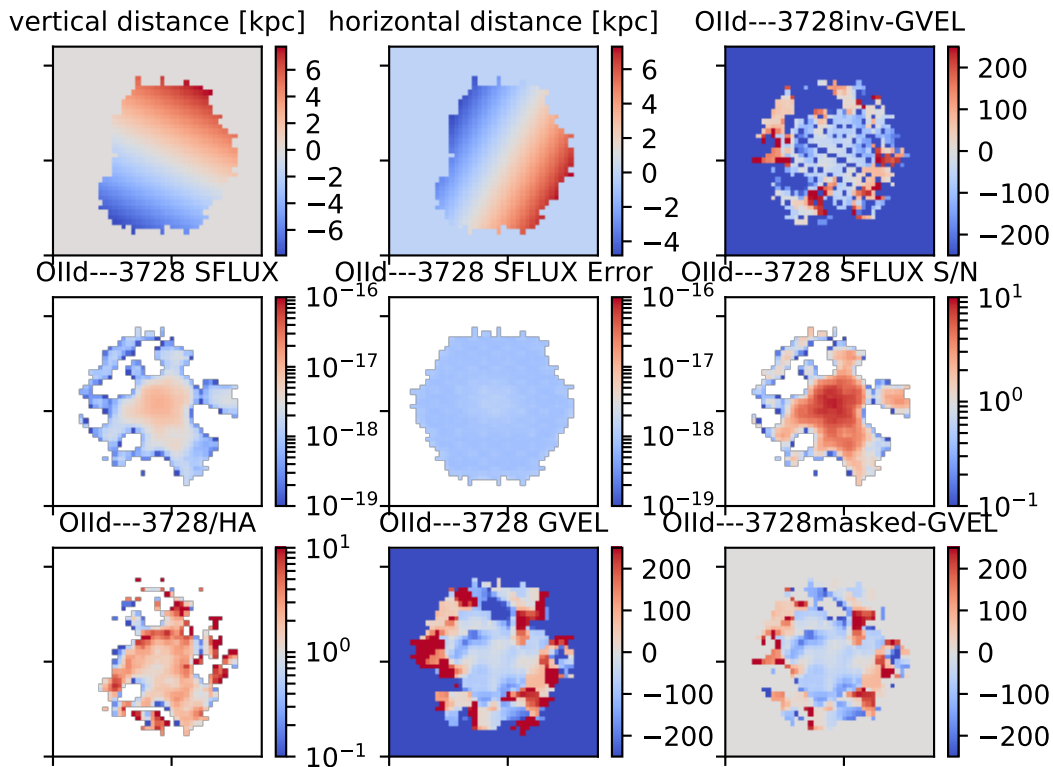 vertical distance [kpc] horizontal distance [kpc] OIId---3728inv-GVEL
6 6 200
4 4 100
2 2 0
0 0 −100
−2 −2 −200
−4 −4
−6
OIId---3728 SFLUX OIId---3728 SFLUX Error OIId---3728 SFLUX S/N
10⁻¹⁶ 10⁻¹⁶ 10¹
10⁻¹⁷ 10⁻¹⁷ 10⁰
10⁻¹⁸ 10⁻¹⁸ 10⁻¹
10⁻¹⁹ 10⁻¹⁹
OIId---3728/HA OIId---3728 GVEL OIId---3728masked-GVEL
10¹ 200 200
10⁰ 100 100
10⁻¹ 0 0
−100 −100
−200 −200